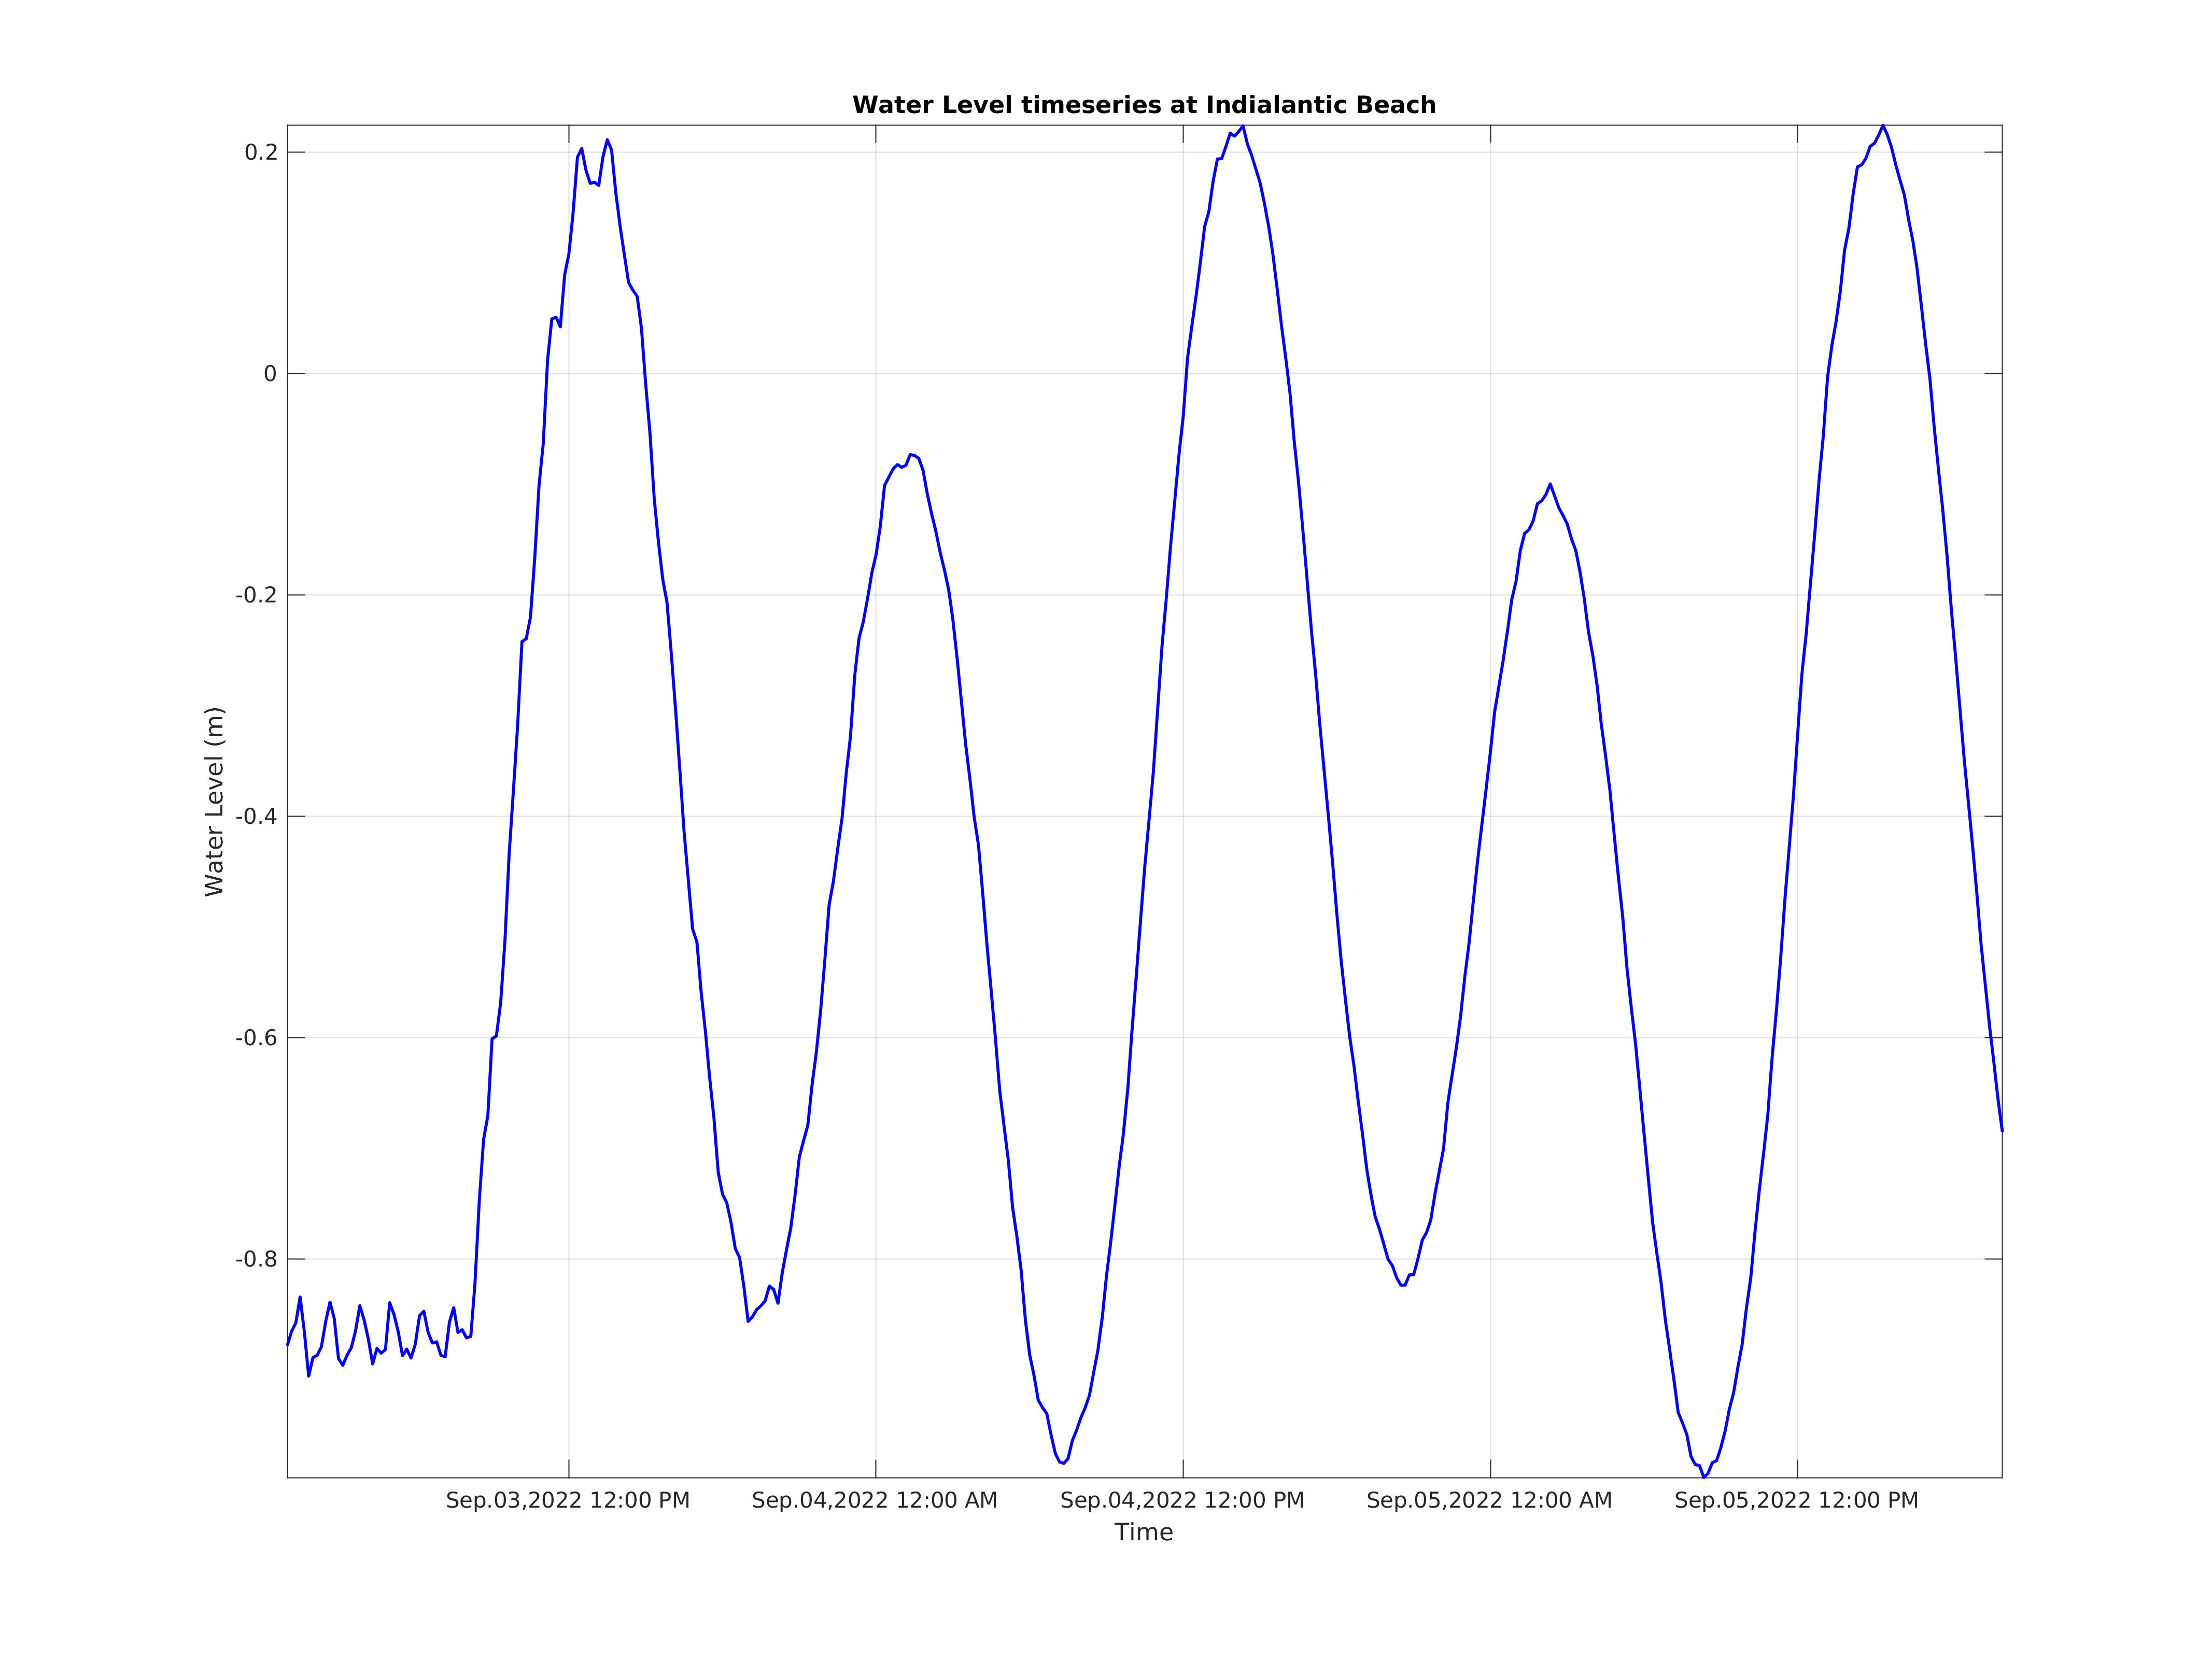 Water Level timeseries at Indialantic Beach
0.2
0
-0.2
-0.4
-0.6
-0.8
Water Level (m)
Sep.03,2022 12:00 PM
Sep.04,2022 12:00 AM
Sep.04,2022 12:00 PM
Sep.05,2022 12:00 AM
Sep.05,2022 12:00 PM
Time